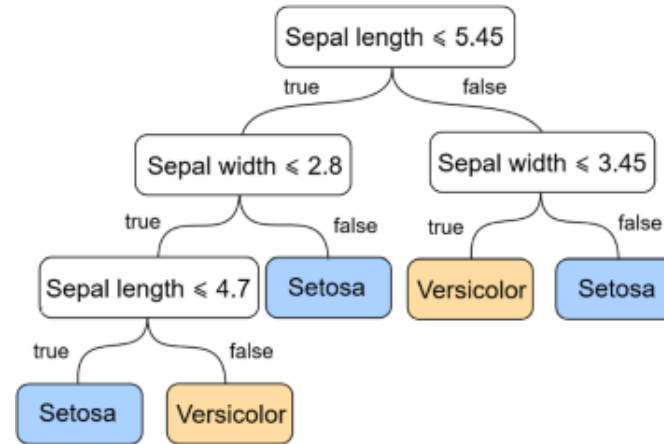 Sepal length ⩽ 5.45
true
false
Sepal width ⩽ 2.8
Sepal width ⩽ 3.45
true
false
true
false
Sepal length ⩽ 4.7
Setosa
Versicolor
Setosa
true
false
Setosa
Versicolor